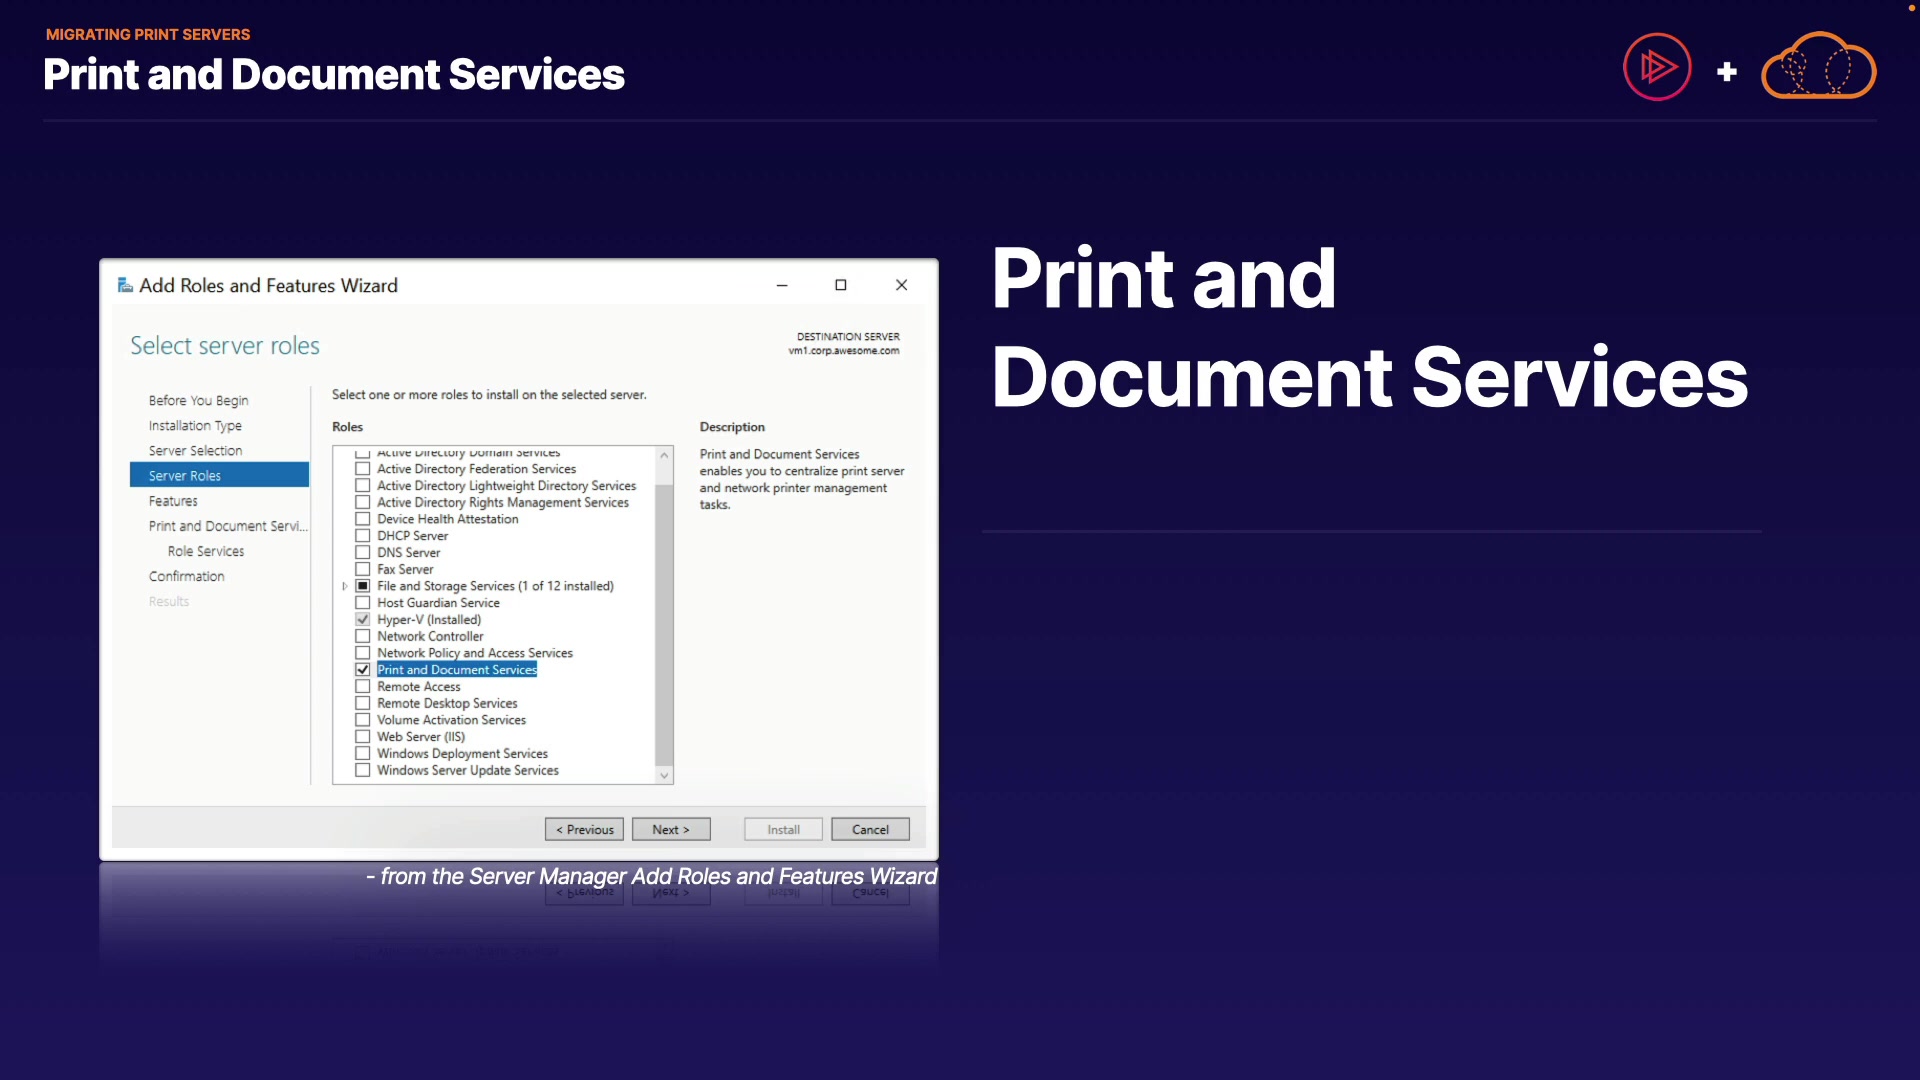 MIGRATING PRINT SERVERS
Print and Document Services
Add Roles and Features Wizard
Select server roles
DESTINATION SERVER
vm1.corp.awesome.com
Before You Begin
Installation Type
Server Selection
Server Roles
Features
Print and Document Servi...
Role Services
Confirmation
Results
Select one or more roles to install on the selected server.
Roles
Active Directory Domain Services
Active Directory Federation Services
Active Directory Lightweight Directory Services
Active Directory Rights Management Services
Device Health Attestation
DHCP Server
DNS Server
Fax Server
File and Storage Services (1 of 12 installed)
Host Guardian Service
Hyper-V (Installed)
Network Controller
Network Policy and Access Services
Print and Document Services
Remote Access
Remote Desktop Services
Volume Activation Services
Web Server (IIS)
Windows Deployment Services
Windows Server Update Services
Description
Print and Document Services
enables you to centralize print server
and network printer management
tasks.
< Previous
Next >
Install
Cancel
- from the Server Manager Add Roles and Features Wizard
Print and
Document Services
+